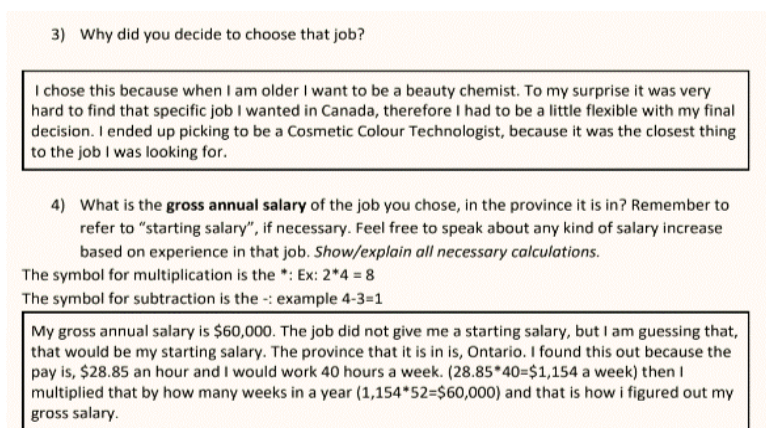 3) Why did you decide to choose that job?
I chose this because when I am older I want to be a beauty chemist. To my surprise it was very
hard to find that specific job I wanted in Canada, therefore I had to be a little flexible with my final
decision. I ended up picking to be a Cosmetic Colour Technologist, because it was the closest thing
to the job I was looking for.
4) What is the gross annual salary of the job you chose, in the province it is in? Remember to
refer to “starting salary”, if necessary. Feel free to speak about any kind of salary increase
based on experience in that job. Show/explain all necessary calculations.
The symbol for multiplication is the *: Ex: 2*4 = 8
The symbol for subtraction is the -: example 4-3=1
My gross annual salary is $60,000. The job did not give me a starting salary, but I am guessing that,
that would be my starting salary. The province that it is in is, Ontario. I found this out because the
pay is, $28.85 an hour and I would work 40 hours a week. (28.85*40=$1,154 a week) then I
multiplied that by how many weeks in a year (1,154*52=$60,000) and that is how i figured out my
gross salary.